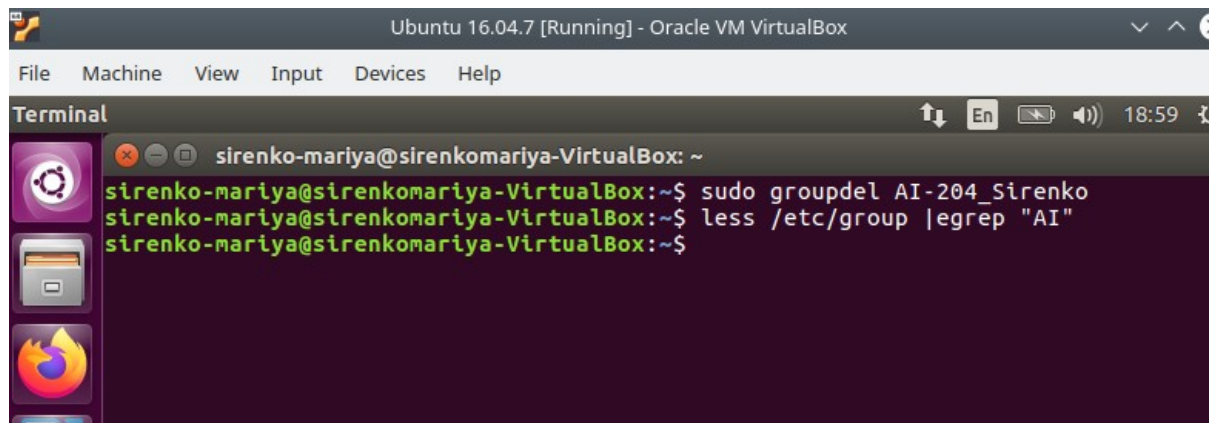 Ubuntu 16.04.7 [Running] - Oracle VM VirtualBox
File Machine View Input Devices Help
Terminal En 18:59
sirenko-mariya@sirenkomariya-VirtualBox: ~
sirenko-mariya@sirenkomariya-VirtualBox:~$ sudo groupdel AI-204_Sirenko
sirenko-mariya@sirenkomariya-VirtualBox:~$ less /etc/group |egrep "AI"
sirenko-mariya@sirenkomariya-VirtualBox:~$